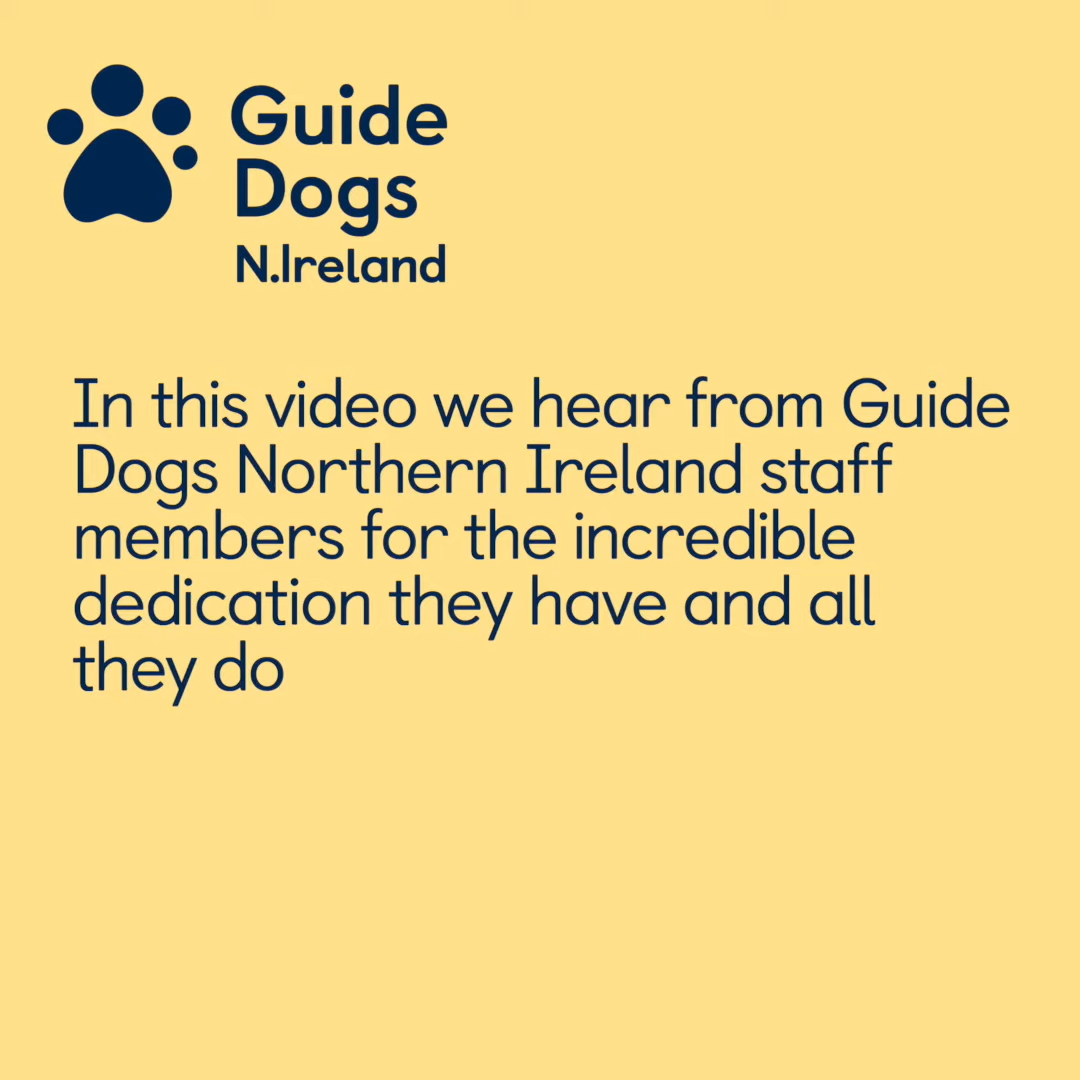 Guide
Dogs
N.Ireland
In this video we hear from Guide
Dogs Northern Ireland staff
members for the incredible
dedication they have and all
they do